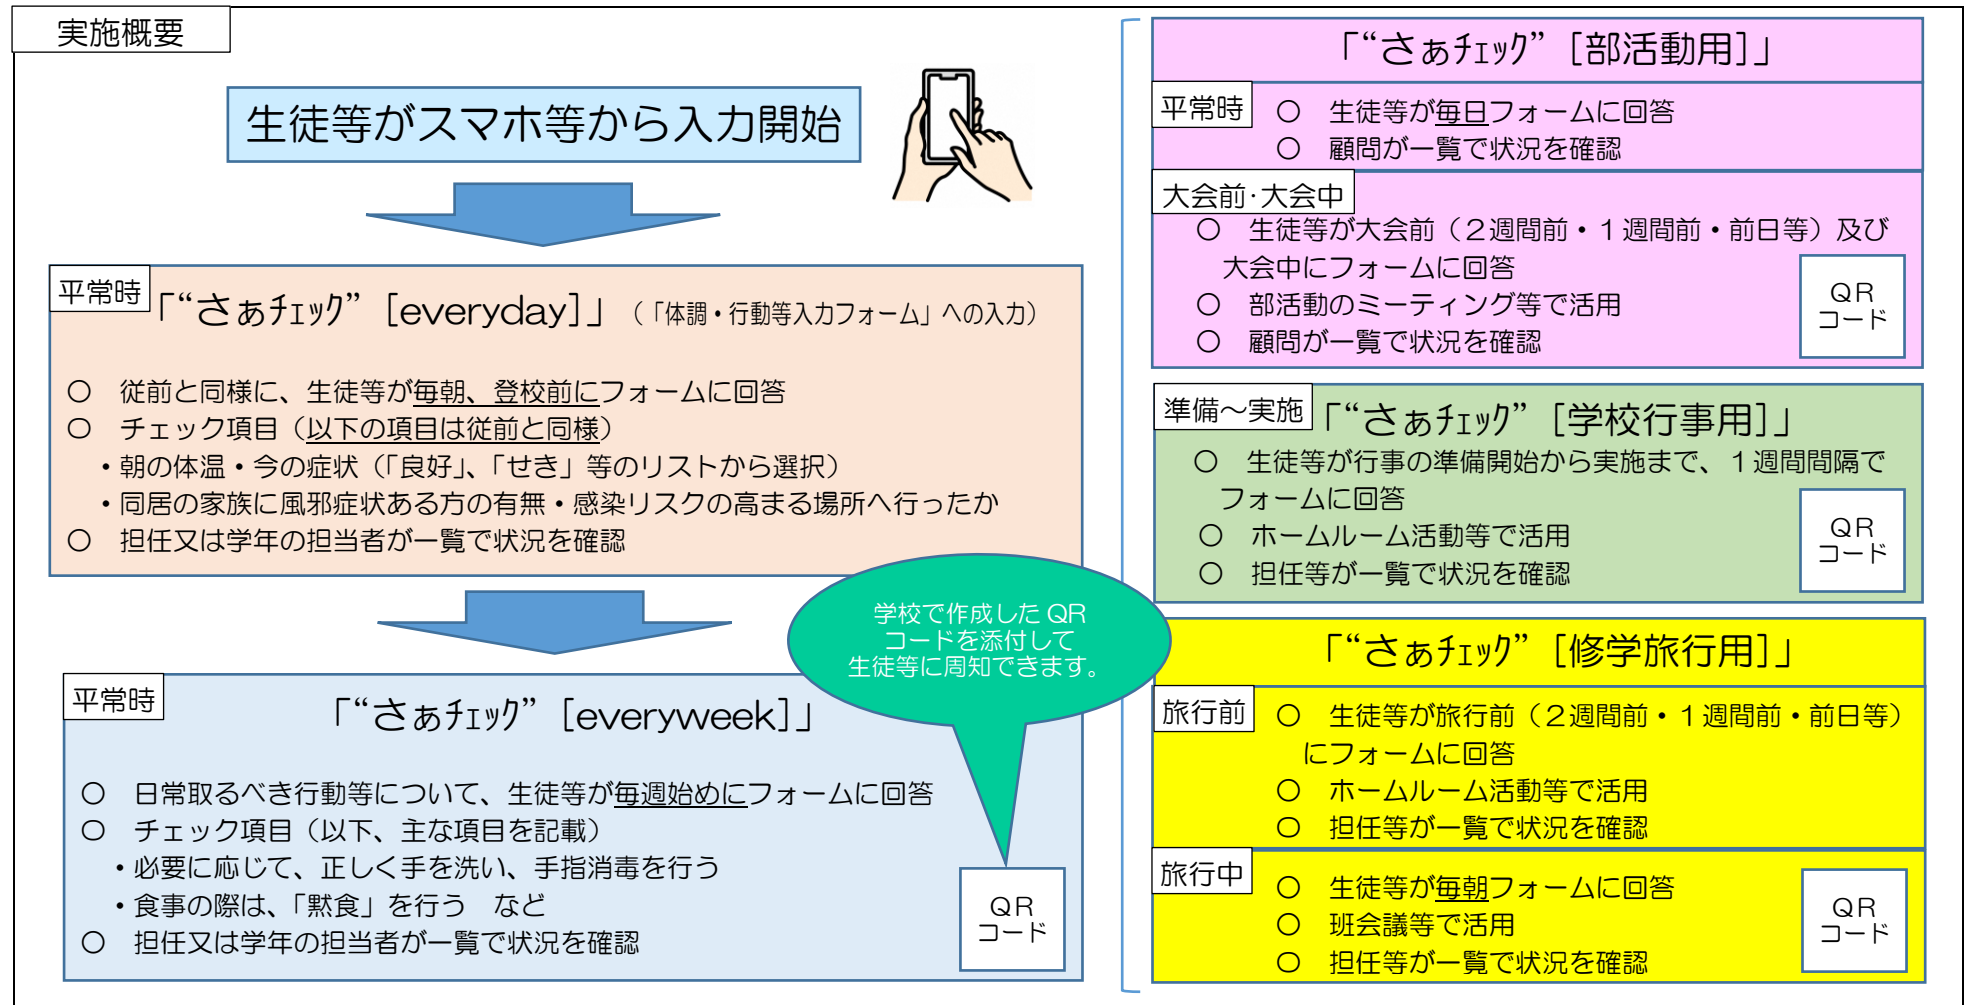 実施概要
生徒等がスマホ等から入力開始
平常時
「“さぁﾁｪｯｸ”［everyday］」（「体調・行動等入力フォーム」への入力）
○　従前と同様に、生徒等が毎朝、登校前にフォームに回答
○　チェック項目（以下の項目は従前と同様）
・朝の体温・今の症状（「良好」、「せき」等のリストから選択）
・同居の家族に風邪症状ある方の有無・感染リスクの高まる場所へ行ったか
○　担任又は学年の担当者が一覧で状況を確認
学校で作成した QR
コードを添付して
生徒等に周知できます。
平常時
「“さぁﾁｪｯｸ”［everyweek］」
○　日常取るべき行動等について、生徒等が毎週始めにフォームに回答
○　チェック項目（以下、主な項目を記載）
・必要に応じて、正しく手を洗い、手指消毒を行う
・食事の際は、「黙食」を行う　など
○　担任又は学年の担当者が一覧で状況を確認
ＱＲ
コード
「“さぁﾁｪｯｸ”［部活動用］」
平常時
○　生徒等が毎日フォームに回答
○　顧問が一覧で状況を確認
大会前・大会中
○　生徒等が大会前（２週間前・１週間前・前日等）及び
大会中にフォームに回答
○　部活動のミーティング等で活用
○　顧問が一覧で状況を確認
ＱＲ
コード
準備～実施
「“さぁﾁｪｯｸ”［学校行事用］」
○　生徒等が行事の準備開始から実施まで、１週間間隔で
フォームに回答
○　ホームルーム活動等で活用
○　担任等が一覧で状況を確認
ＱＲ
コード
「“さぁﾁｪｯｸ”［修学旅行用］」
旅行前
○　生徒等が旅行前（２週間前・１週間前・前日等）
にフォームに回答
○　ホームルーム活動等で活用
○　担任等が一覧で状況を確認
旅行中
○　生徒等が毎朝フォームに回答
○　班会議等で活用
○　担任等が一覧で状況を確認
ＱＲ
コード